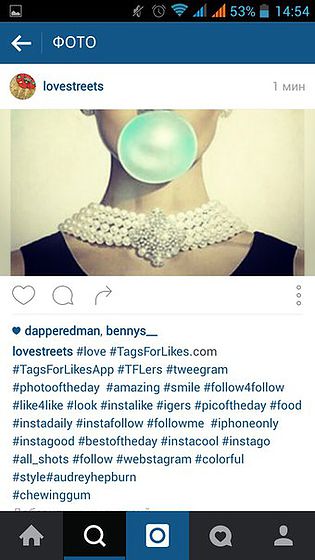 53% 14:54
ФОТО
lovestreets 1 мин
dapperedman, bennys__
lovestreets #love #TagsForLikes.com
#TagsForLikesApp #TFLers #tweegram
#photooftheday #amazing #smile #follow4follow
#like4like #look #instalike #igers #picoftheday #food
#instadaily #instafollow #followme #iphoneonly
#instagood #bestoftheday #instacool #instago
#all_shots #follow #webstagram #colorful
#style#audreyhepburn
#chewinggum